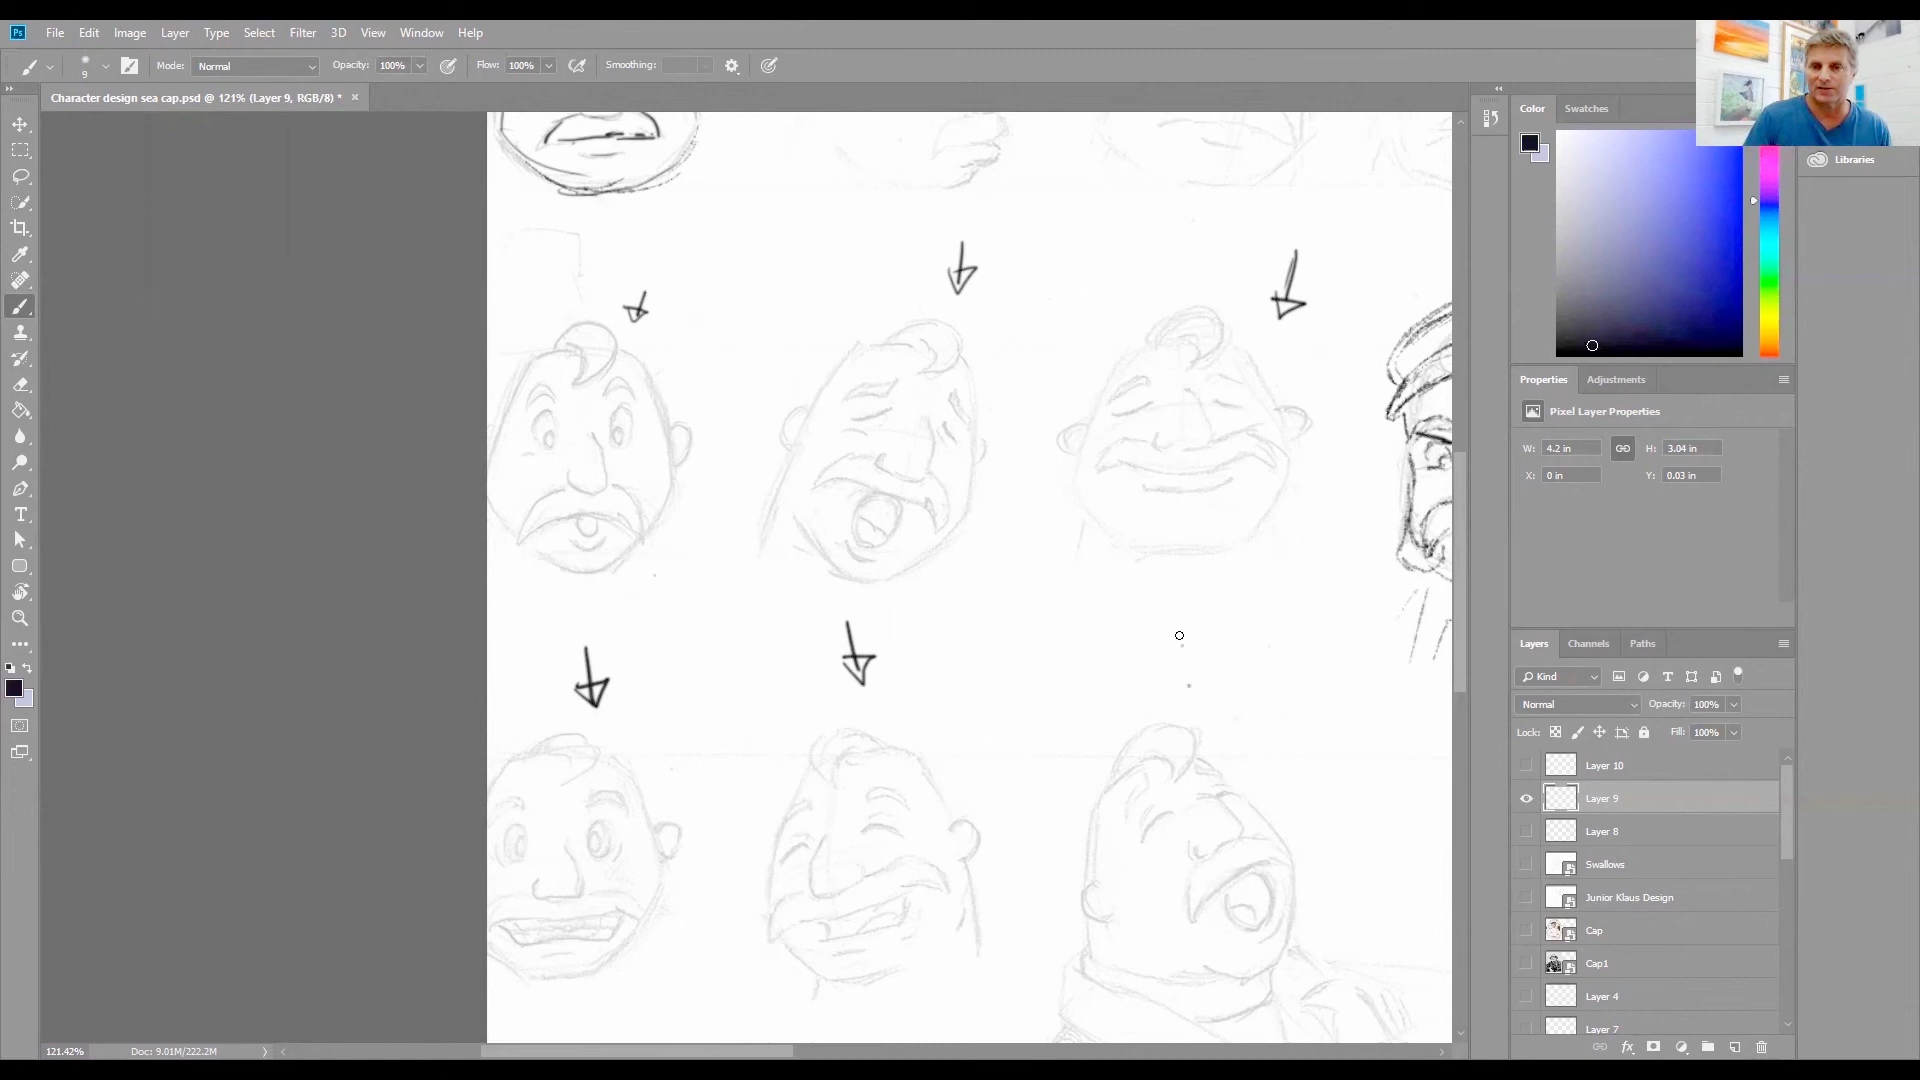 Ps File Edit Image Layer Type Select Filter 3D View Window Help
9 Mode: Normal Opacity: 100% Flow: 100% Smoothing:
Character design sea cap.psd @ 121% (Layer 9, RGB/8) * ×
Color Swatches
Libraries
Properties Adjustments
Pixel Layer Properties
W: 4.2 in H: 3.04 in
X: 0 in Y: 0.03 in
Layers Channels Paths
Kind
Normal Opacity: 100%
Lock: Fill: 100%
Layer 10
Layer 9
Layer 8
Swallows
Junior Klaus Design
Cap
Cap1
Layer 4
Layer 7
121.42% Doc: 9.01M/222.2M